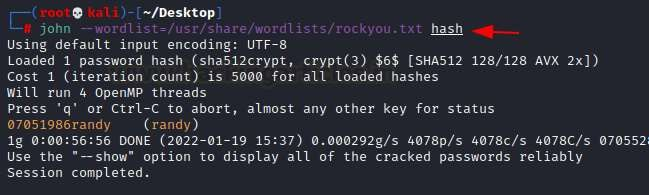 (root💀kali)-[~/Desktop]
# john --wordlist=/usr/share/wordlists/rockyou.txt hash
Using default input encoding: UTF-8
Loaded 1 password hash (sha512crypt, crypt(3) $6$ [SHA512 128/128 AVX 2x])
Cost 1 (iteration count) is 5000 for all loaded hashes
Will run 4 OpenMP threads
Press 'q' or Ctrl-C to abort, almost any other key for status
07051986randy    (randy)
1g 0:00:56:56 DONE (2022-01-19 15:37) 0.000292g/s 4078p/s 4078c/s 4078C/s 0705528
Use the "--show" option to display all of the cracked passwords reliably
Session completed.